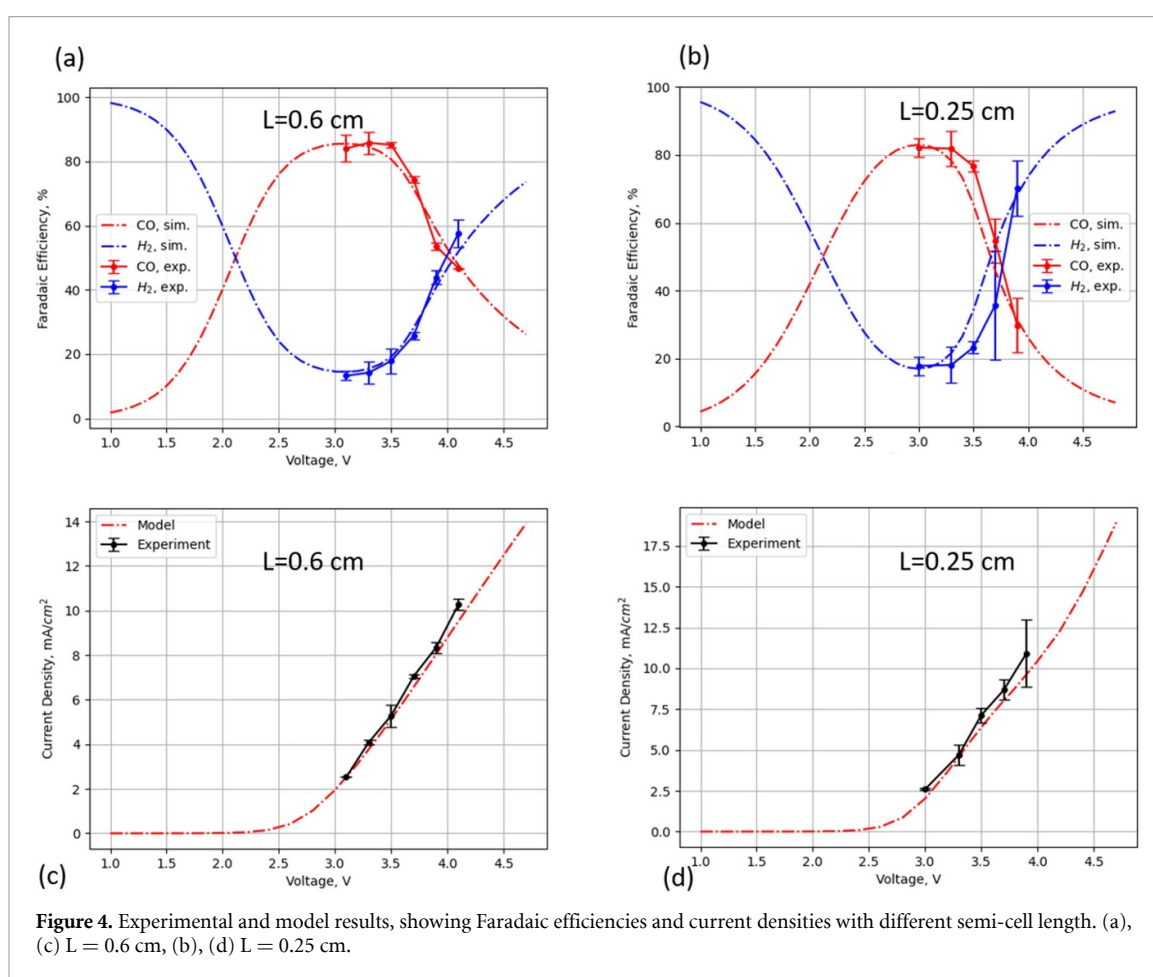 (a)
L=0.6 cm
Faradaic Efficiency, %
100
80
60
40
20
0
CO, sim.
H₂, sim.
CO, exp.
H₂, exp.
1.0 1.5 2.0 2.5 3.0 3.5 4.0 4.5
Voltage, V
(b)
L=0.25 cm
Faradaic Efficiency, %
100
80
60
40
20
0
CO, sim.
H₂, sim.
CO, exp.
H₂, exp.
1.0 1.5 2.0 2.5 3.0 3.5 4.0 4.5
Model
Experiment
L=0.6 cm
Current Density, mA/cm²
14
12
10
8
6
4
2
0
1.0 1.5 2.0 2.5 3.0 3.5 4.0 4.5
Voltage, V
(c)
Model
Experiment
L=0.25 cm
Current Density, mA/cm²
17.5
15.0
12.5
10.0
7.5
5.0
2.5
0.0
1.0 1.5 2.0 2.5 3.0 3.5 4.0 4.5
Voltage, V
(d)
Figure 4. Experimental and model results, showing Faradaic efficiencies and current densities with different semi-cell length. (a),
(c) L = 0.6 cm, (b), (d) L = 0.25 cm.